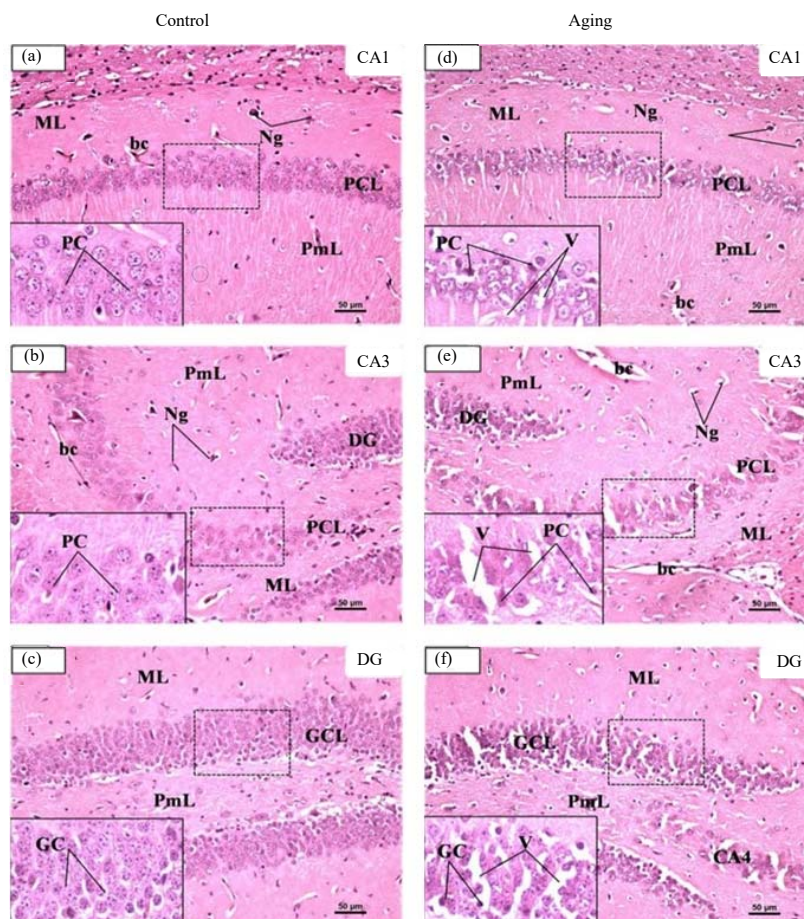 Control
Aging
(a)
CA1
ML
Ng
bc
PCL
PC
PmL
50 µm
(d)
CA1
ML
Ng
PCL
PC
V
PmL
bc
50 µm
(b)
CA3
PmL
Ng
bc
DG
PCL
PC
ML
50 µm
(e)
CA3
bc
PmL
DG
Ng
PCL
V
PC
ML
bc
50 µm
(c)
DG
ML
GCL
PmL
GC
50 µm
(f)
DG
ML
GCL
PmL
V
GC
CA4
50 µm